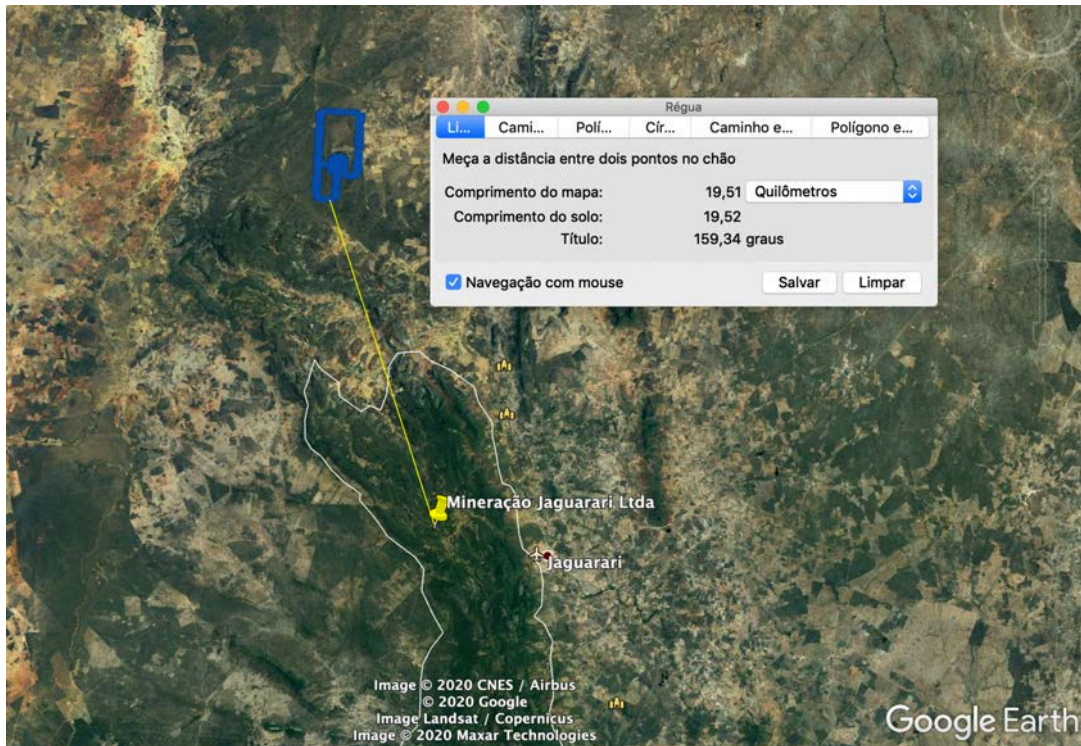 Régua
Li...
Cami...
Polí...
Cír...
Caminho e...
Polígono e...
Meça a distância entre dois pontos no chão
Comprimento do mapa: 19,51 Quilômetros
Comprimento do solo: 19,52
Título: 159,34 graus
Navegação com mouse
Salvar
Limpar
Mineração Jaguarari Ltda
Jaguarari
Image © 2020 CNES / Airbus
© 2020 Google
Image Landsat / Copernicus
Image © 2020 Maxar Technologies
Google Earth